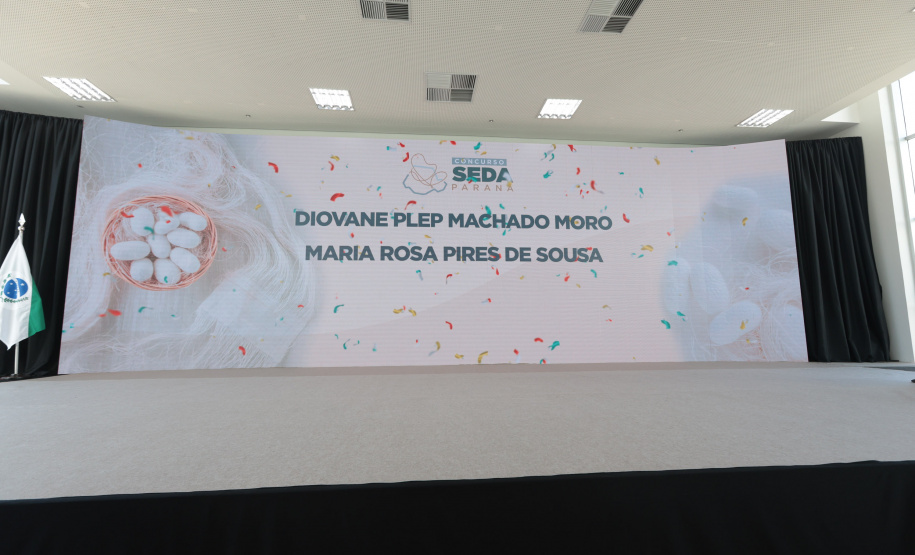 CONCURSO
SEDA
PARANÁ
DIOVANE PLEP MACHADO MORO
MARIA ROSA PIRES DE SOUSA